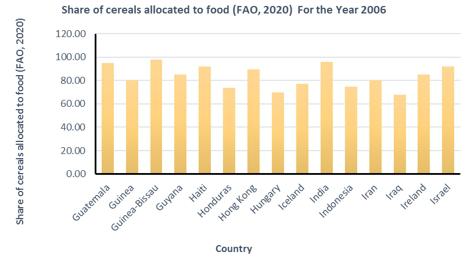 Share of cereals allocated to food (FAO, 2020) For the Year 2006
Share of cereals allocated to food (FAO, 2020)
120.00
100.00
80.00
60.00
40.00
20.00
0.00
Guatemala
Guinea
Guinea-Bissau
Guyana
Haiti
Honduras
Hong Kong
Hungary
Iceland
India
Indonesia
Iran
Iraq
Ireland
Israel
Country